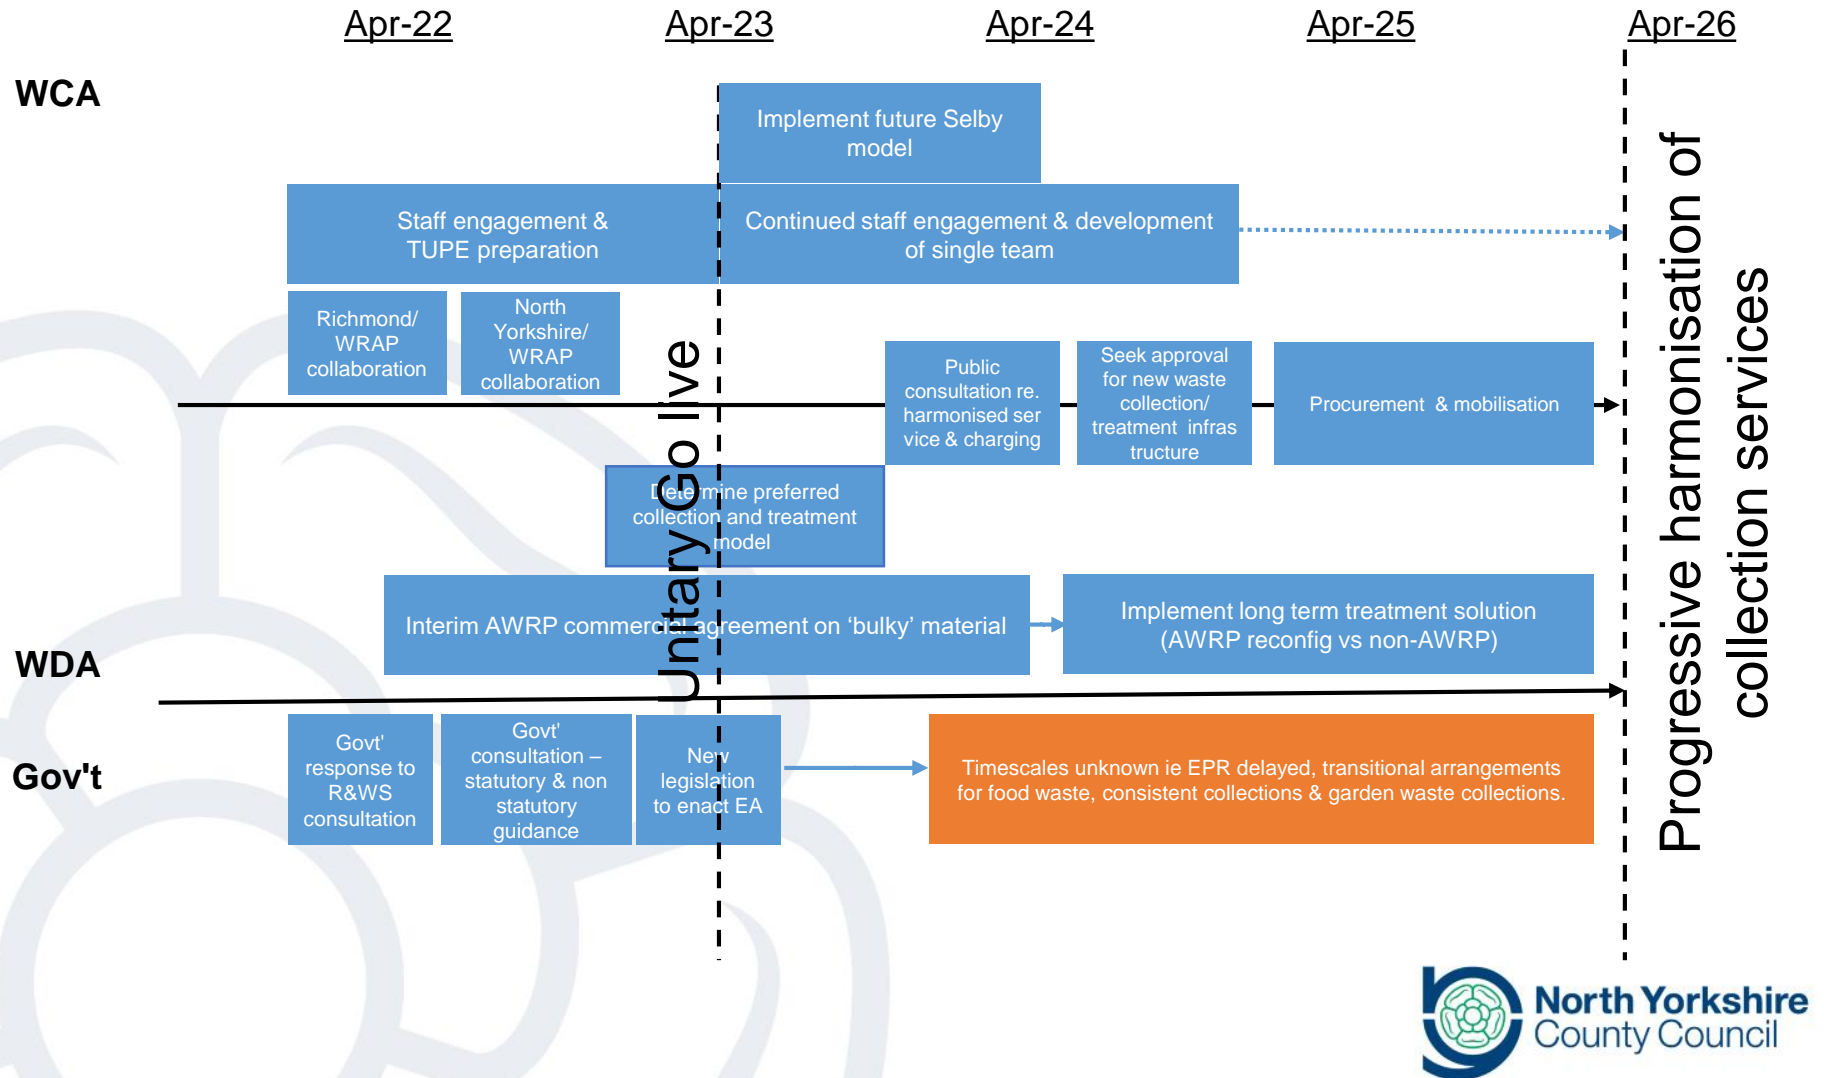 Apr-22
Apr-23
Apr-24
Apr-25
Apr-26
WCA
Implement future Selby
model
Staff engagement &
TUPE preparation
Continued staff engagement & development
of single team
Richmond/
WRAP
collaboration
North
Yorkshire/
WRAP
collaboration
Public
consultation re.
harmonised ser
vice & charging
Seek approval
for new waste
collection/
treatment infras
tructure
Procurement & mobilisation
Determine preferred
collection and treatment
model
Unitary Go live
Interim AWRP commercial agreement on ‘bulky’ material
Implement long term treatment solution
(AWRP reconfig vs non-AWRP)
WDA
Gov't
Govt'
response to
R&WS
consultation
Govt'
consultation –
statutory & non
statutory
guidance
New
legislation
to enact EA
Timescales unknown ie EPR delayed, transitional arrangements
for food waste, consistent collections & garden waste collections.
Progressive harmonisation of
collection services
North Yorkshire
County Council